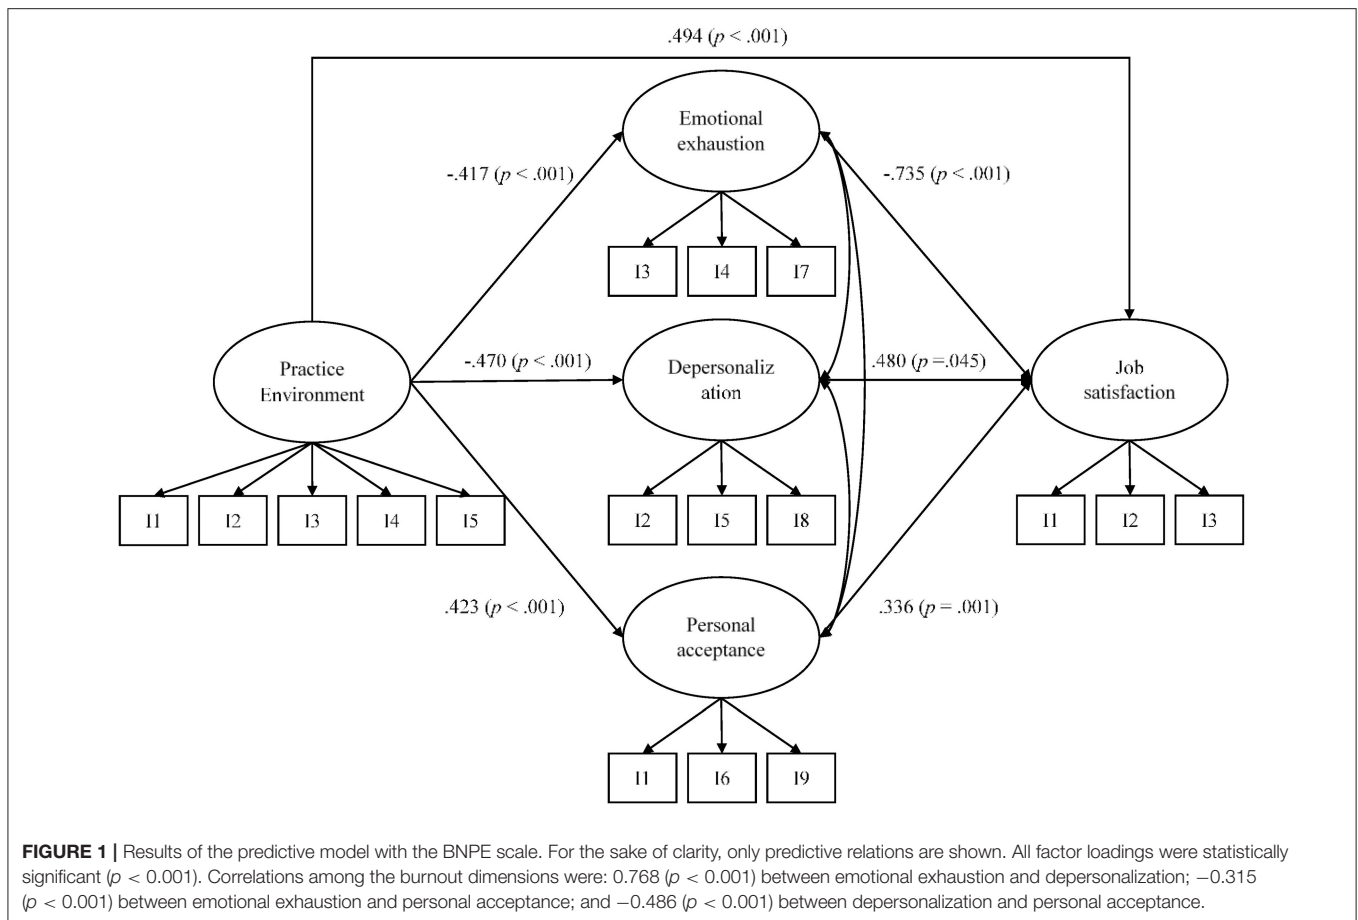 .494 (p < .001)
Emotional
exhaustion
-.417 (p < .001)
-.735 (p < .001)
I3
I4
I7
Practice
Environment
-.470 (p < .001)
Depersonaliz
ation
.480 (p =.045)
Job
satisfaction
I1
I2
I3
I4
I5
I2
I5
I8
I1
I2
I3
.423 (p < .001)
Personal
acceptance
.336 (p = .001)
I1
I6
I9
FIGURE 1 | Results of the predictive model with the BNPE scale. For the sake of clarity, only predictive relations are shown. All factor loadings were statistically
significant (p < 0.001). Correlations among the burnout dimensions were: 0.768 (p < 0.001) between emotional exhaustion and depersonalization; −0.315
(p < 0.001) between emotional exhaustion and personal acceptance; and −0.486 (p < 0.001) between depersonalization and personal acceptance.